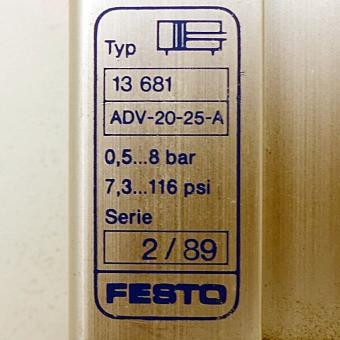 Typ
13 681
ADV-20-25-A
0,5...8 bar
7,3...116 psi
Serie
2 / 89
FESTO